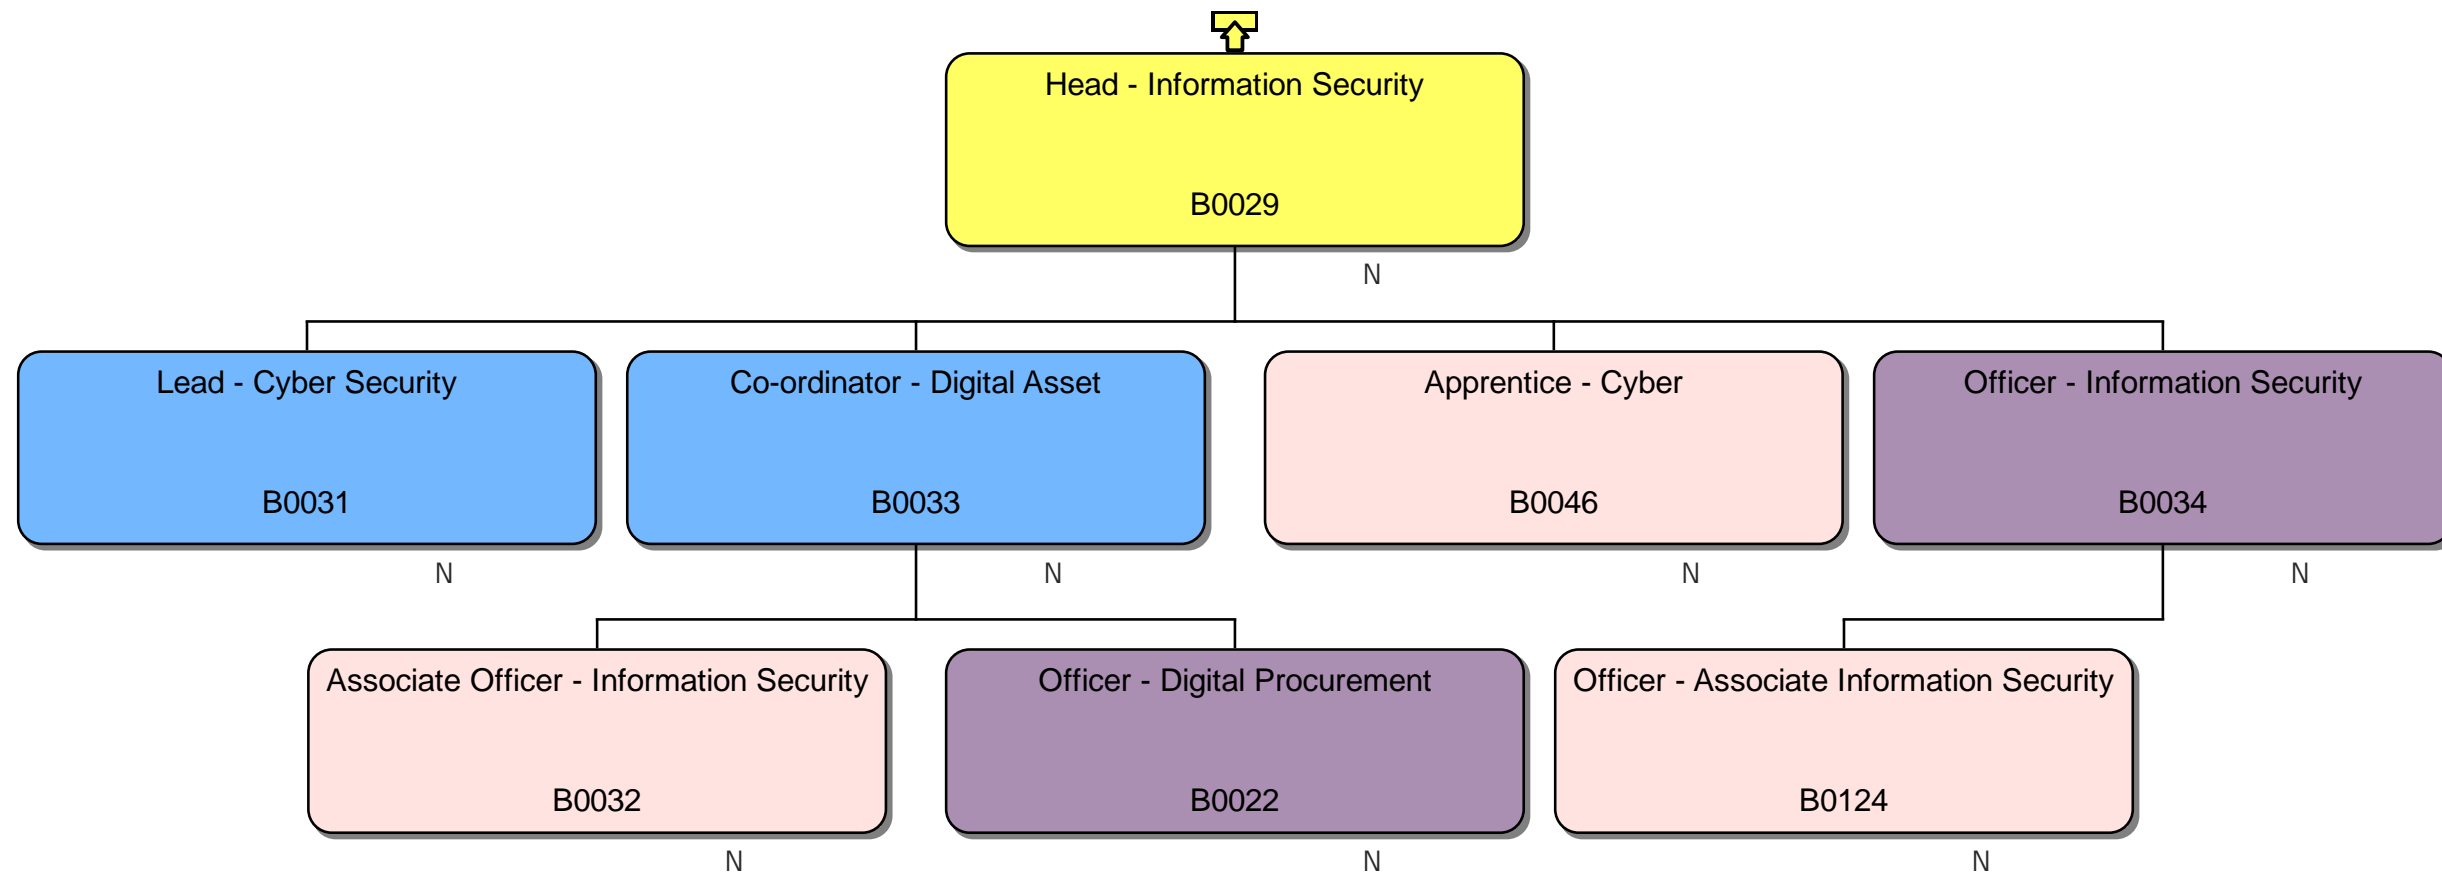 Head - Information Security
B0029
N
Lead - Cyber Security
B0031
N
Co-ordinator - Digital Asset
B0033
N
Apprentice - Cyber
B0046
N
Officer - Information Security
B0034
N
Associate Officer - Information Security
B0032
N
Officer - Digital Procurement
B0022
N
Officer - Associate Information Security
B0124
N